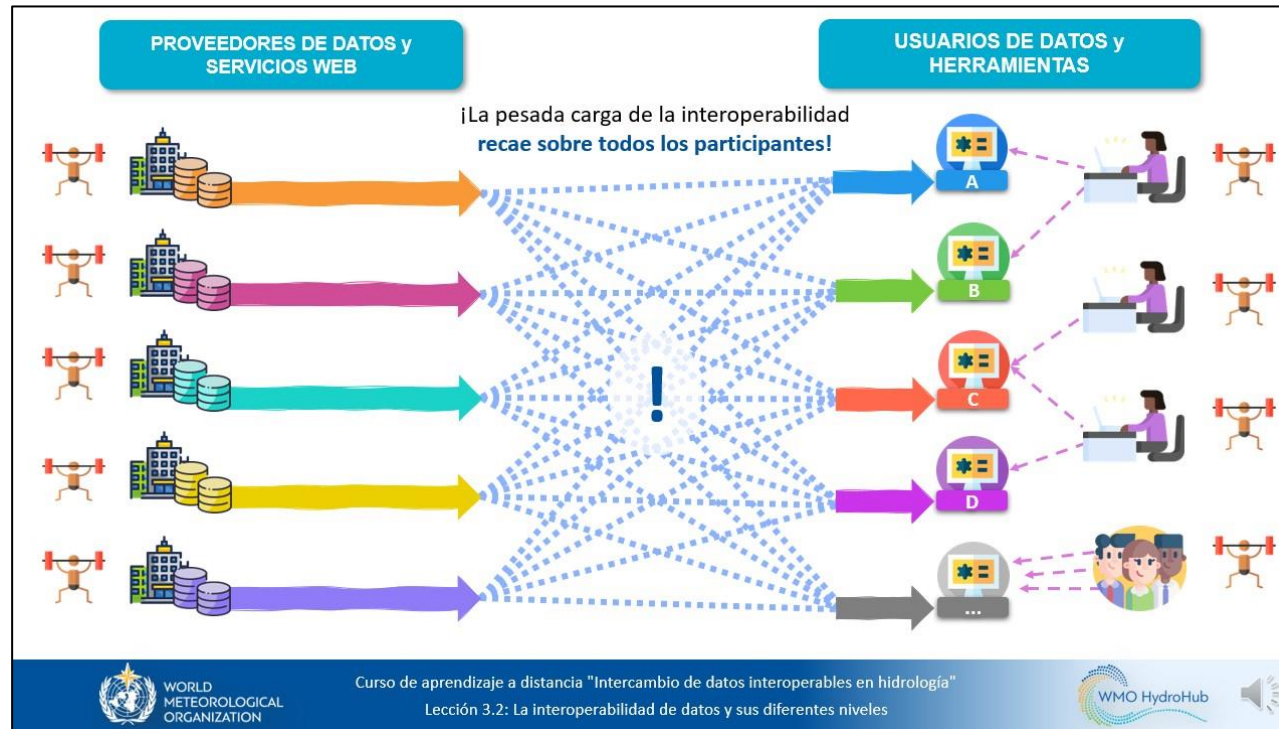 PROVEEDORES DE DATOS y
SERVICIOS WEB
USUARIOS DE DATOS y
HERRAMIENTAS
¡La pesada carga de la interoperabilidad
recae sobre todos los participantes!
A
B
!
C
D
...
WORLD
METEOROLOGICAL
ORGANIZATION
Curso de aprendizaje a distancia "Intercambio de datos interoperables en hidrología"
Lección 3.2: La interoperabilidad de datos y sus diferentes niveles
WMO HydroHub